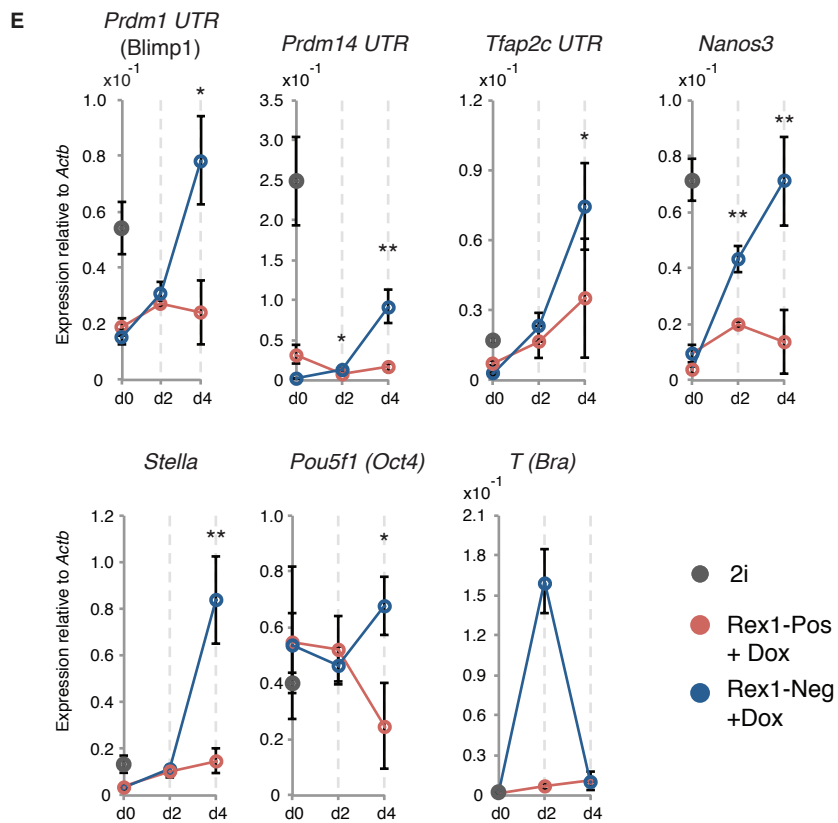 E
Prdm1 UTR
(Blimp1)
Prdm14 UTR
Tfap2c UTR
Nanos3
x10⁻¹
x10⁻¹
x10⁻¹
x10⁻¹
Expression relative to Actb
1.0
0.8
0.6
0.4
0.2
0
*
d0 d2 d4
3.5
3.0
2.5
2.0
1.5
1.0
0.5
0
*
**
d0 d2 d4
1.2
0.9
0.6
0.3
0
*
d0 d2 d4
1.0
0.8
0.6
0.4
0.2
0
**
**
d0 d2 d4
Stella
Pou5f1 (Oct4)
T (Bra)
x10⁻¹
Expression relative to Actb
1.2
1.0
0.8
0.6
0.4
0.2
0
**
d0 d2 d4
1.0
0.8
0.6
0.4
0.2
0
*
d0 d2 d4
2.1
1.8
1.5
1.2
0.9
0.6
0.3
0
d0 d2 d4
2i
Rex1-Pos
+ Dox
Rex1-Neg
+Dox